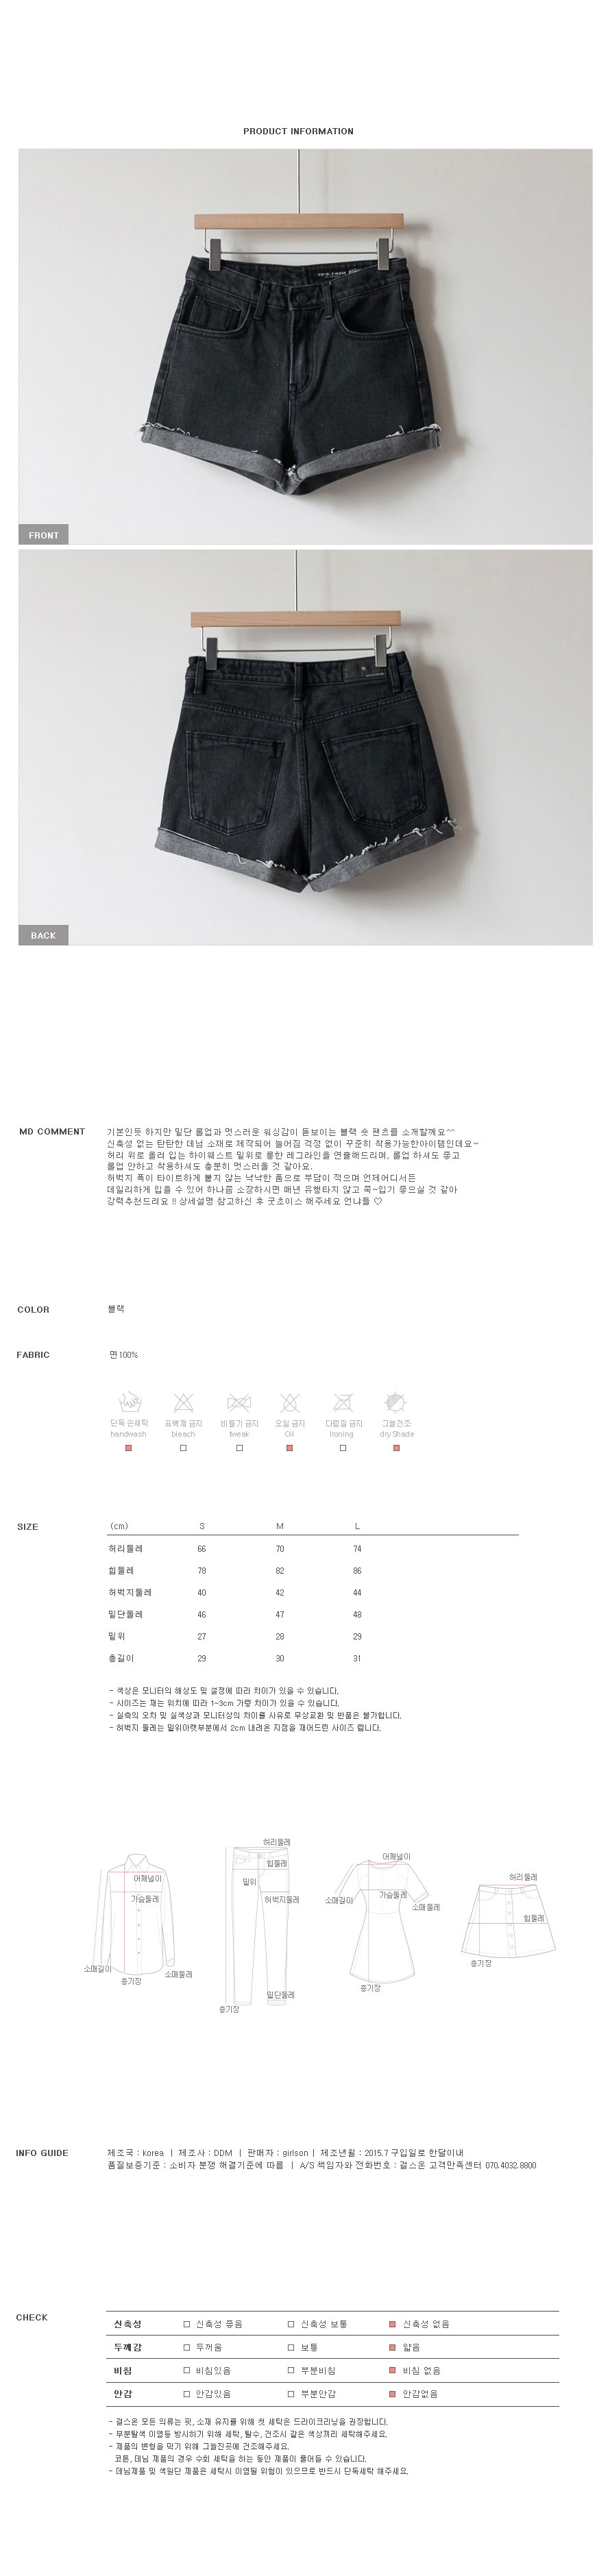 PRODUCT INFORMATION
FRONT
BACK
MD COMMENT
기본인듯 하지만 밑단 롤업과 멋스러운 워싱감이 돋보이는 블랙 숏 팬츠를 소개할께요^^
신축성 없는 탄탄한 데님 소재로 제작되어 늘어짐 걱정 없이 꾸준히 착용가능한아이템인데요~
허리 위로 올려 입는 하이웨스트 밑위로 롱한 레그라인을 연출해드리며, 롤업 하셔도 좋고
롤업 안하고 착용하셔도 충분히 멋스러울 것 같아요.
허벅지 폭이 타이트하게 붙지 않는 낙낙한 폼으로 부담이 적으며 언제어디서든
데일리하게 입을 수 있어 하나쯤 소장하시면 매년 유행타지 않고 쭉~입기 좋으실 것 같아
강력추천드려요 !! 상세설명 참고하신 후 굿초이스 해주세요 언냐들 ♡
COLOR 블랙
FABRIC 면100%
단독 손세탁 표백제 금지 비틀기 금지 오일 금지 다림질 금지 그늘건조
handwash bleach tweak Oil Ironing dry Shade
SIZE (cm) S M L
허리둘레 66 70 74
힙둘레 78 82 86
허벅지둘레 40 42 44
밑단둘레 46 47 48
밑위 27 28 29
총길이 29 30 31
- 색상은 모니터의 해상도 및 설정에 따라 차이가 있을 수 있습니다.
- 사이즈는 재는 위치에 따라 1~3cm 가량 차이가 있을 수 있습니다.
- 실측의 오차 및 실색상과 모니터상의 차이를 사유로 무상교환 및 반품은 불가합니다.
- 허벅지 둘레는 밑위아랫부분에서 2cm 내려온 지점을 재어드린 사이즈 랍니다.
어깨넓이
가슴둘레
소매길이
소매둘레
총기장
허리둘레
힙둘레
밑위
허벅지둘레
밑단둘레
총기장
어깨넓이
가슴둘레
소매길이
소매둘레
총기장
허리둘레
힙둘레
총기장
INFO GUIDE
제조국 : korea | 제조사 : DDM | 판매자 : girlson | 제조년월 : 2015.7 구입일로 한달이내
품질보증기준 : 소비자 분쟁 해결기준에 따름 | A/S 책임자와 전화번호 : 걸스온 고객만족센터 070.4032.8800
CHECK
신축성 신축성 좋음 신축성 보통 신축성 없음
두께감 두꺼움 보통 얇음
비침 비침있음 부분비침 비침 없음
안감 안감있음 부분안감 안감없음
- 걸스온 모든 의류는 핏, 소재 유지를 위해 첫 세탁은 드라이크리닝을 권장합니다.
- 부분탈색 이염등 방시하기 위해 세탁, 탈수, 건조시 같은 색상끼리 세탁해주세요.
- 제품의 변형을 막기 위해 그늘진곳에 건조해주세요.
코튼, 데님 제품의 경우 수회 세탁을 하는 동안 제품이 줄어들 수 있습니다.
- 데님제품 및 색원단 제품은 세탁시 이염될 위험이 있으므로 반드시 단독세탁 해주세요.